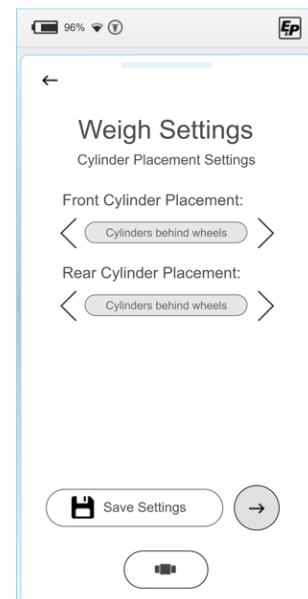 96%
EP
Weigh Settings
Cylinder Placement Settings
Front Cylinder Placement:
Cylinders behind wheels
Rear Cylinder Placement:
Cylinders behind wheels
Save Settings